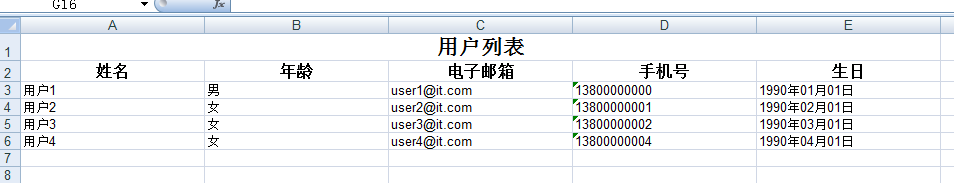 G16
A B C D E
1 用户列表
2 姓名 年龄 电子邮箱 手机号 生日
3 用户1 男 user1@it.com 13800000000 1990年01月01日
4 用户2 女 user2@it.com 13800000001 1990年02月01日
5 用户3 女 user3@it.com 13800000002 1990年03月01日
6 用户4 女 user4@it.com 13800000004 1990年04月01日
7
8